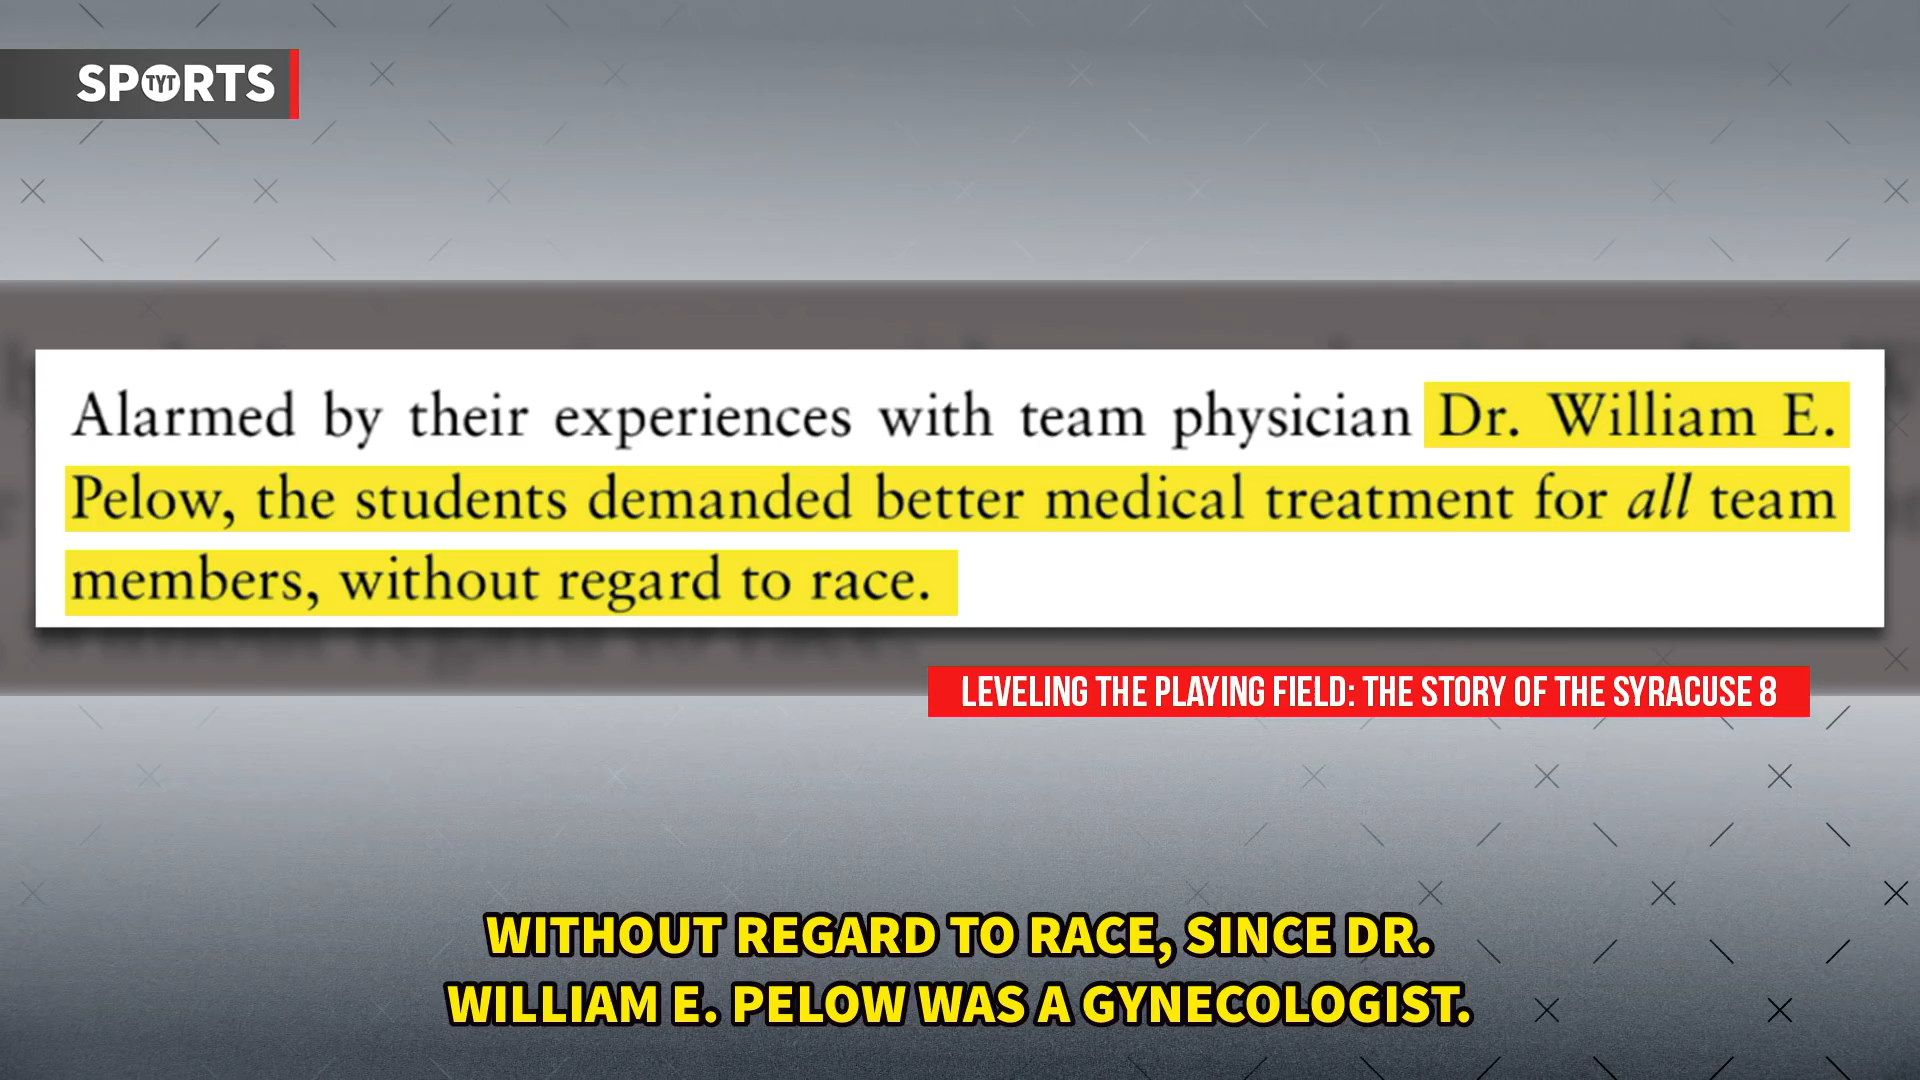 SPORTS
TYT
Alarmed by their experiences with team physician Dr. William E.
Pelow, the students demanded better medical treatment for all team
members, without regard to race.
LEVELING THE PLAYING FIELD: THE STORY OF THE SYRACUSE 8
WITHOUT REGARD TO RACE, SINCE DR.
WILLIAM E. PELOW WAS A GYNECOLOGIST.